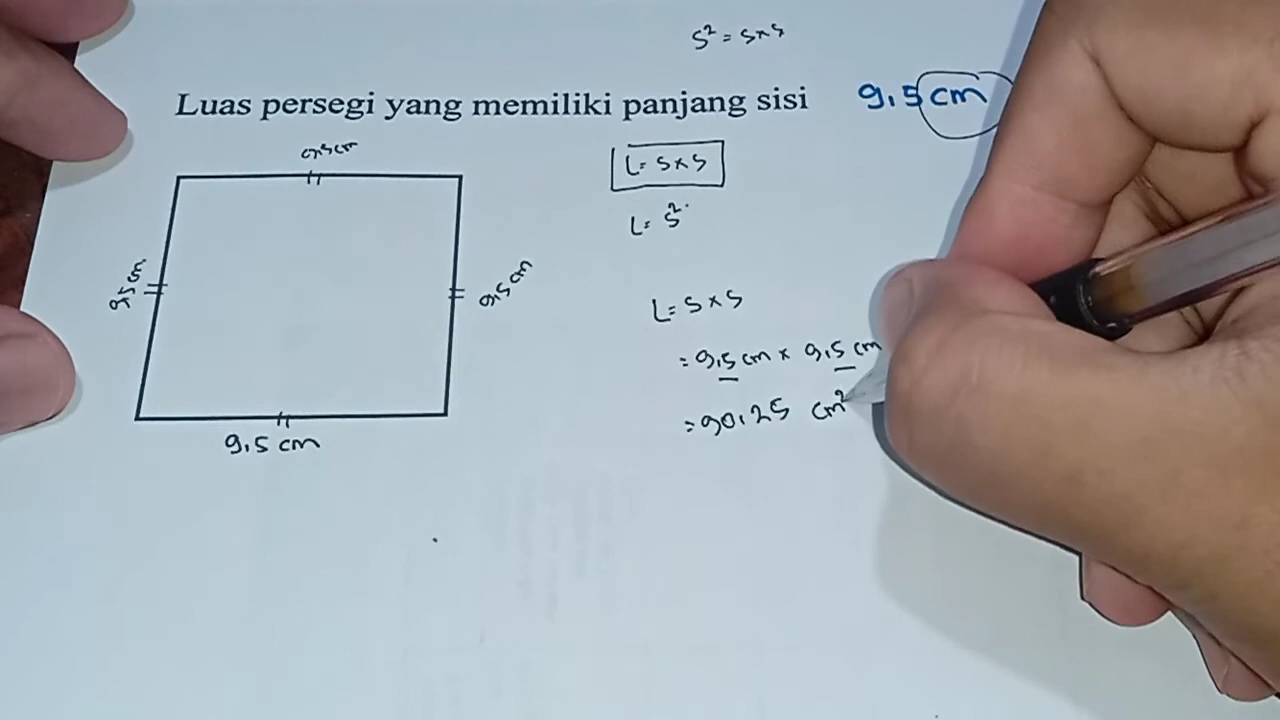 S² = S×S
Luas persegi yang memiliki panjang sisi 9,5 cm
9,5 cm
L = S × S
L = S²
9,5 cm
9,5 cm
L = S × S
= 9,5 cm × 9,5 cm
= 90,25 cm²
9,5 cm